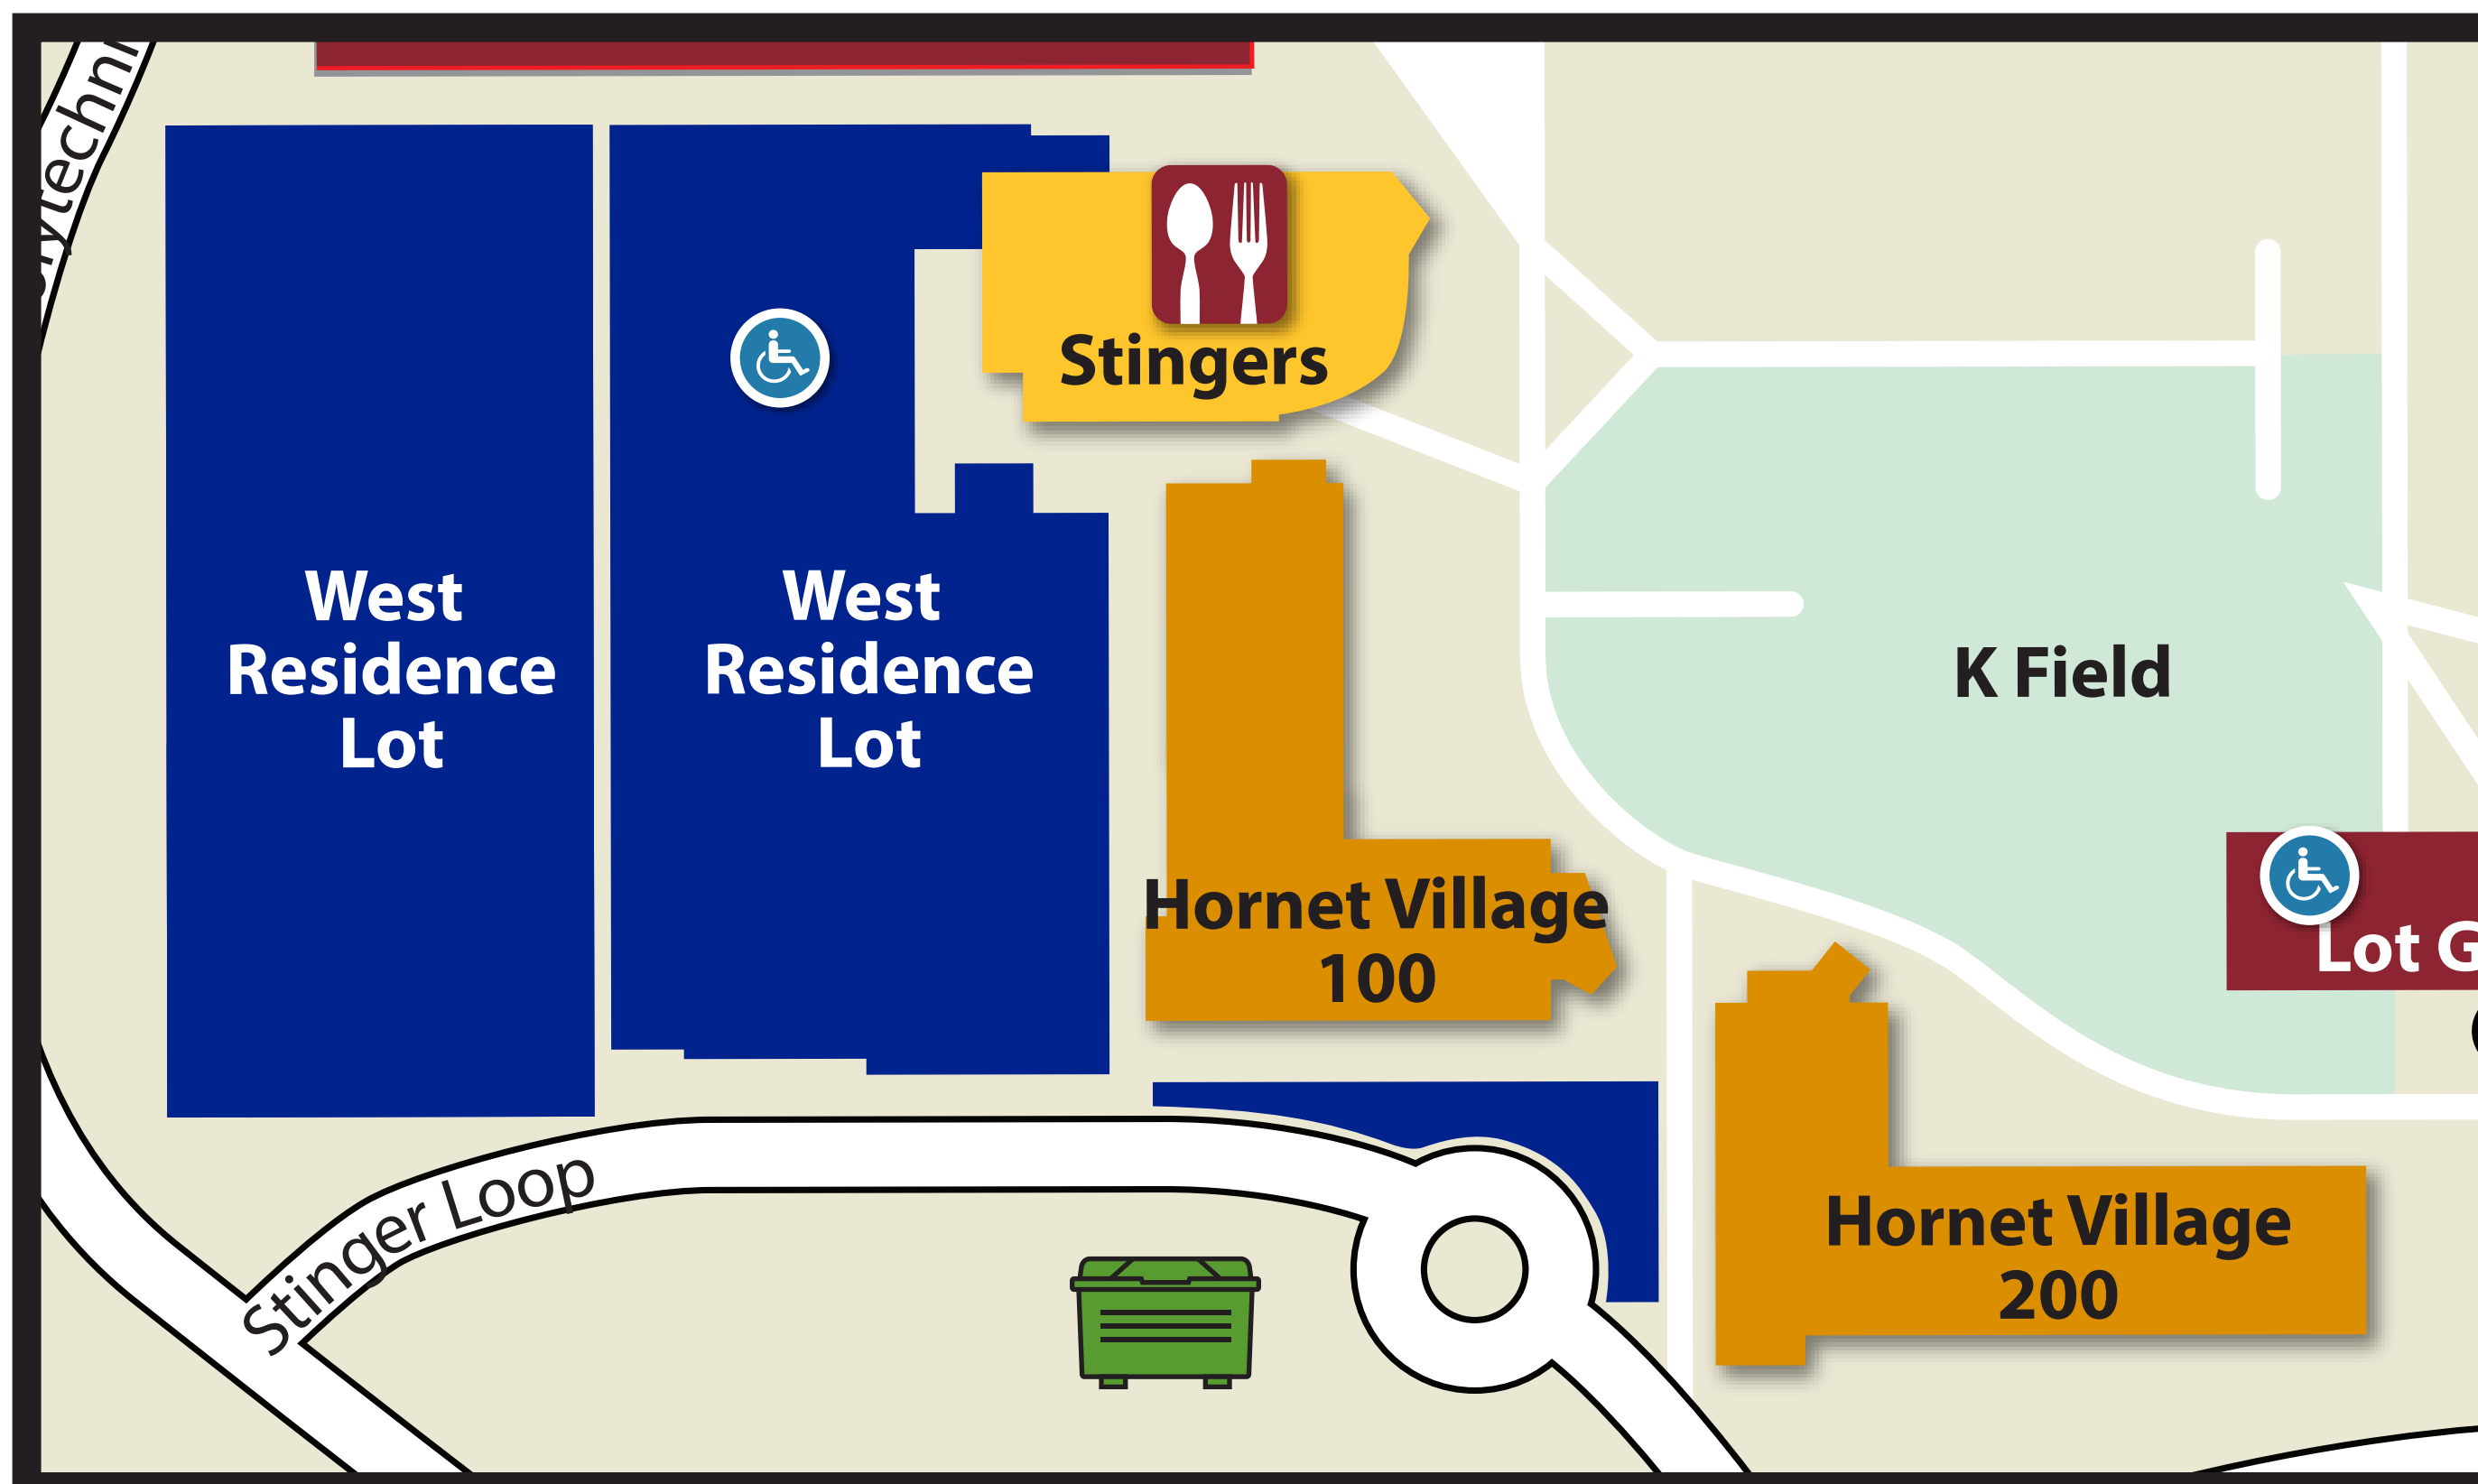 Stingers
West
Residence
Lot
West
Residence
Lot
K Field
Hornet Village
100
Lot
Hornet Village
200
Stinger Loop